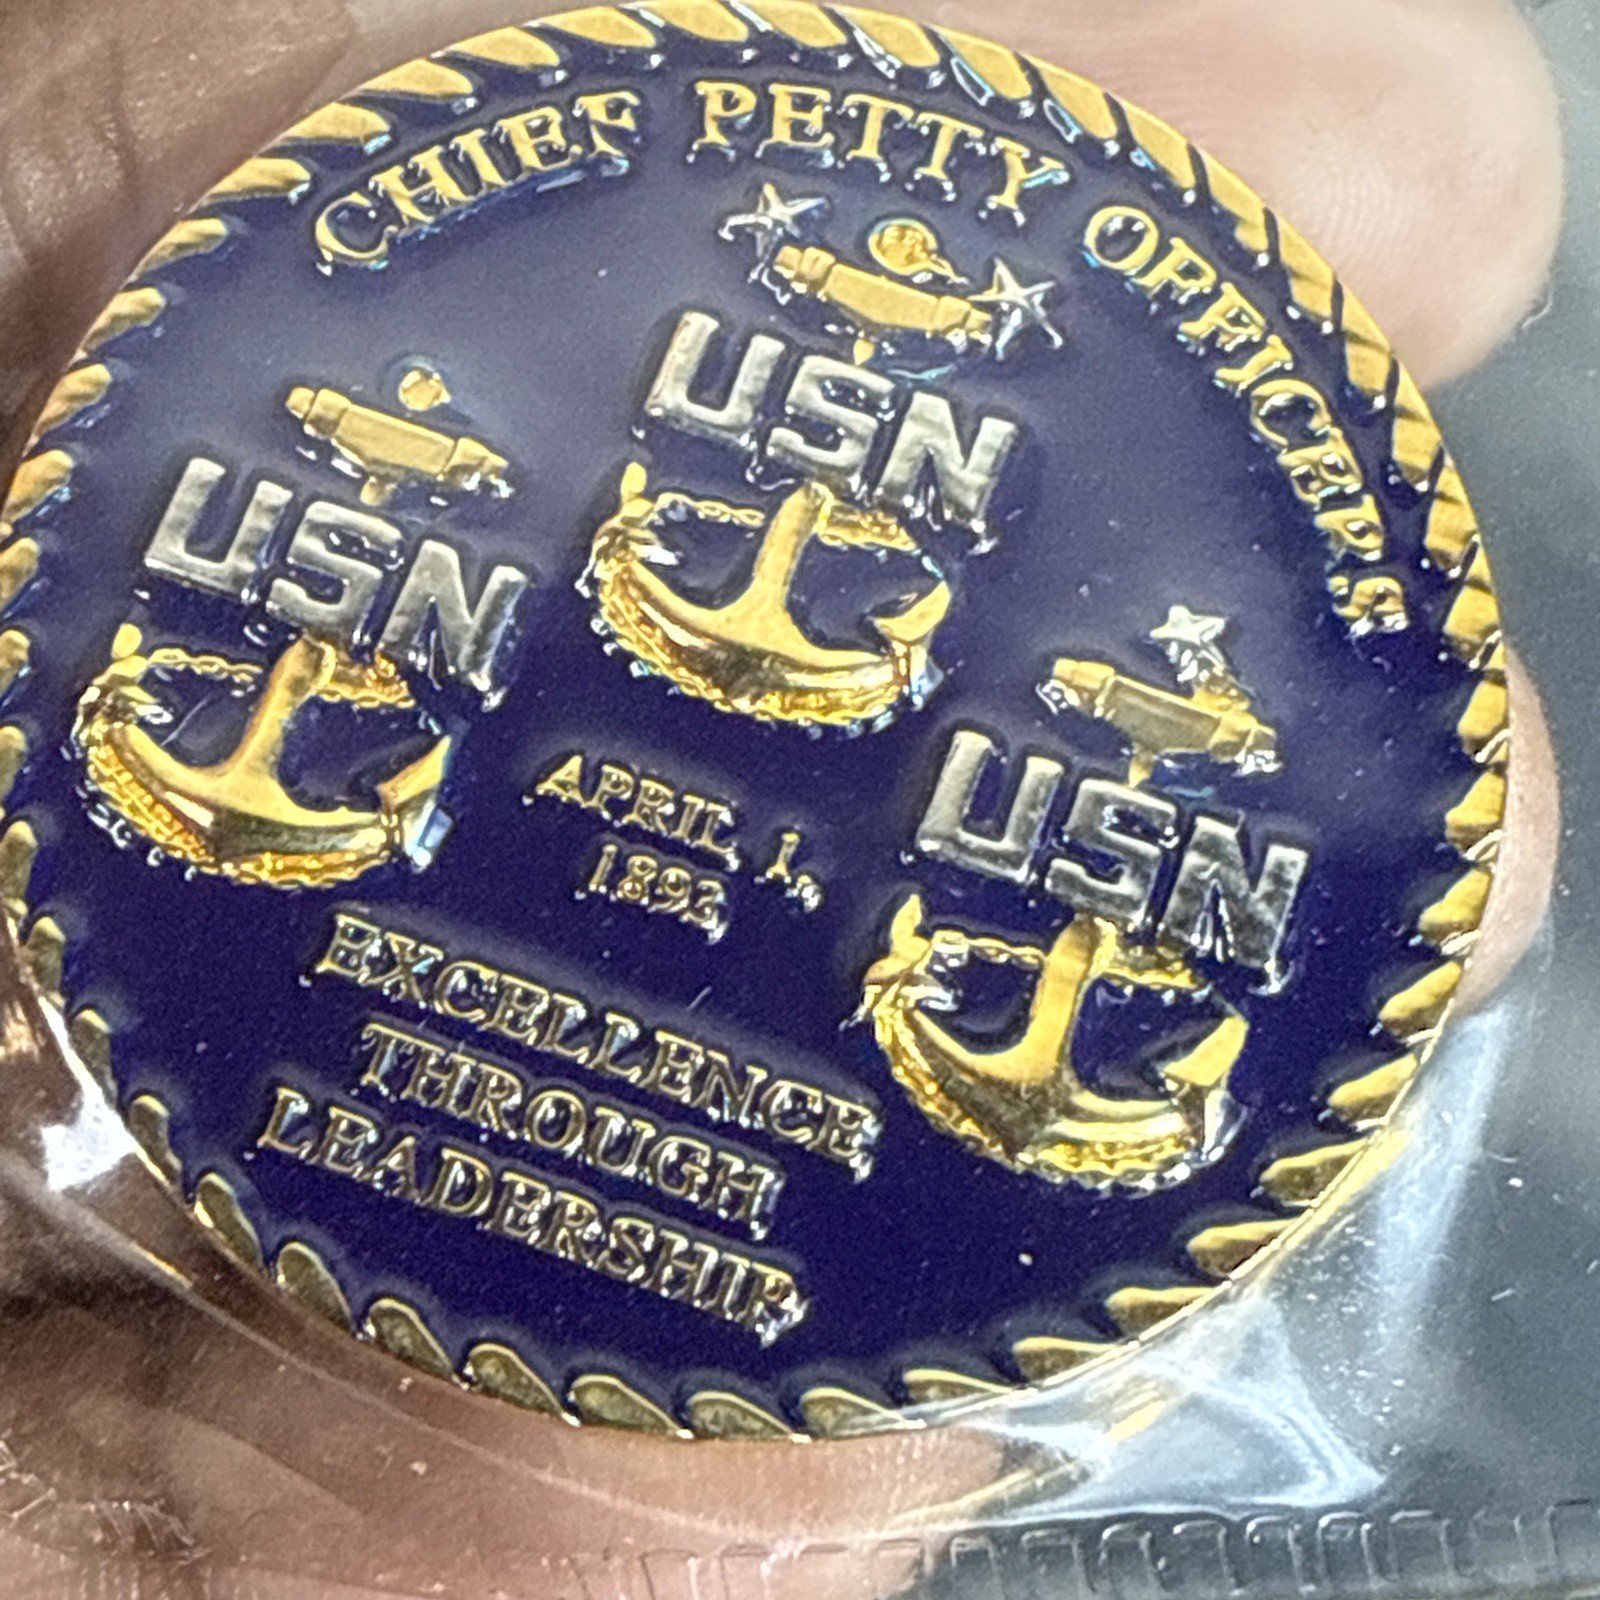 CHIEF PETTY OFFICERS
USN
USN
USN
APRIL 1,
1893
EXCELLENCE
THROUGH
LEADERSHIP